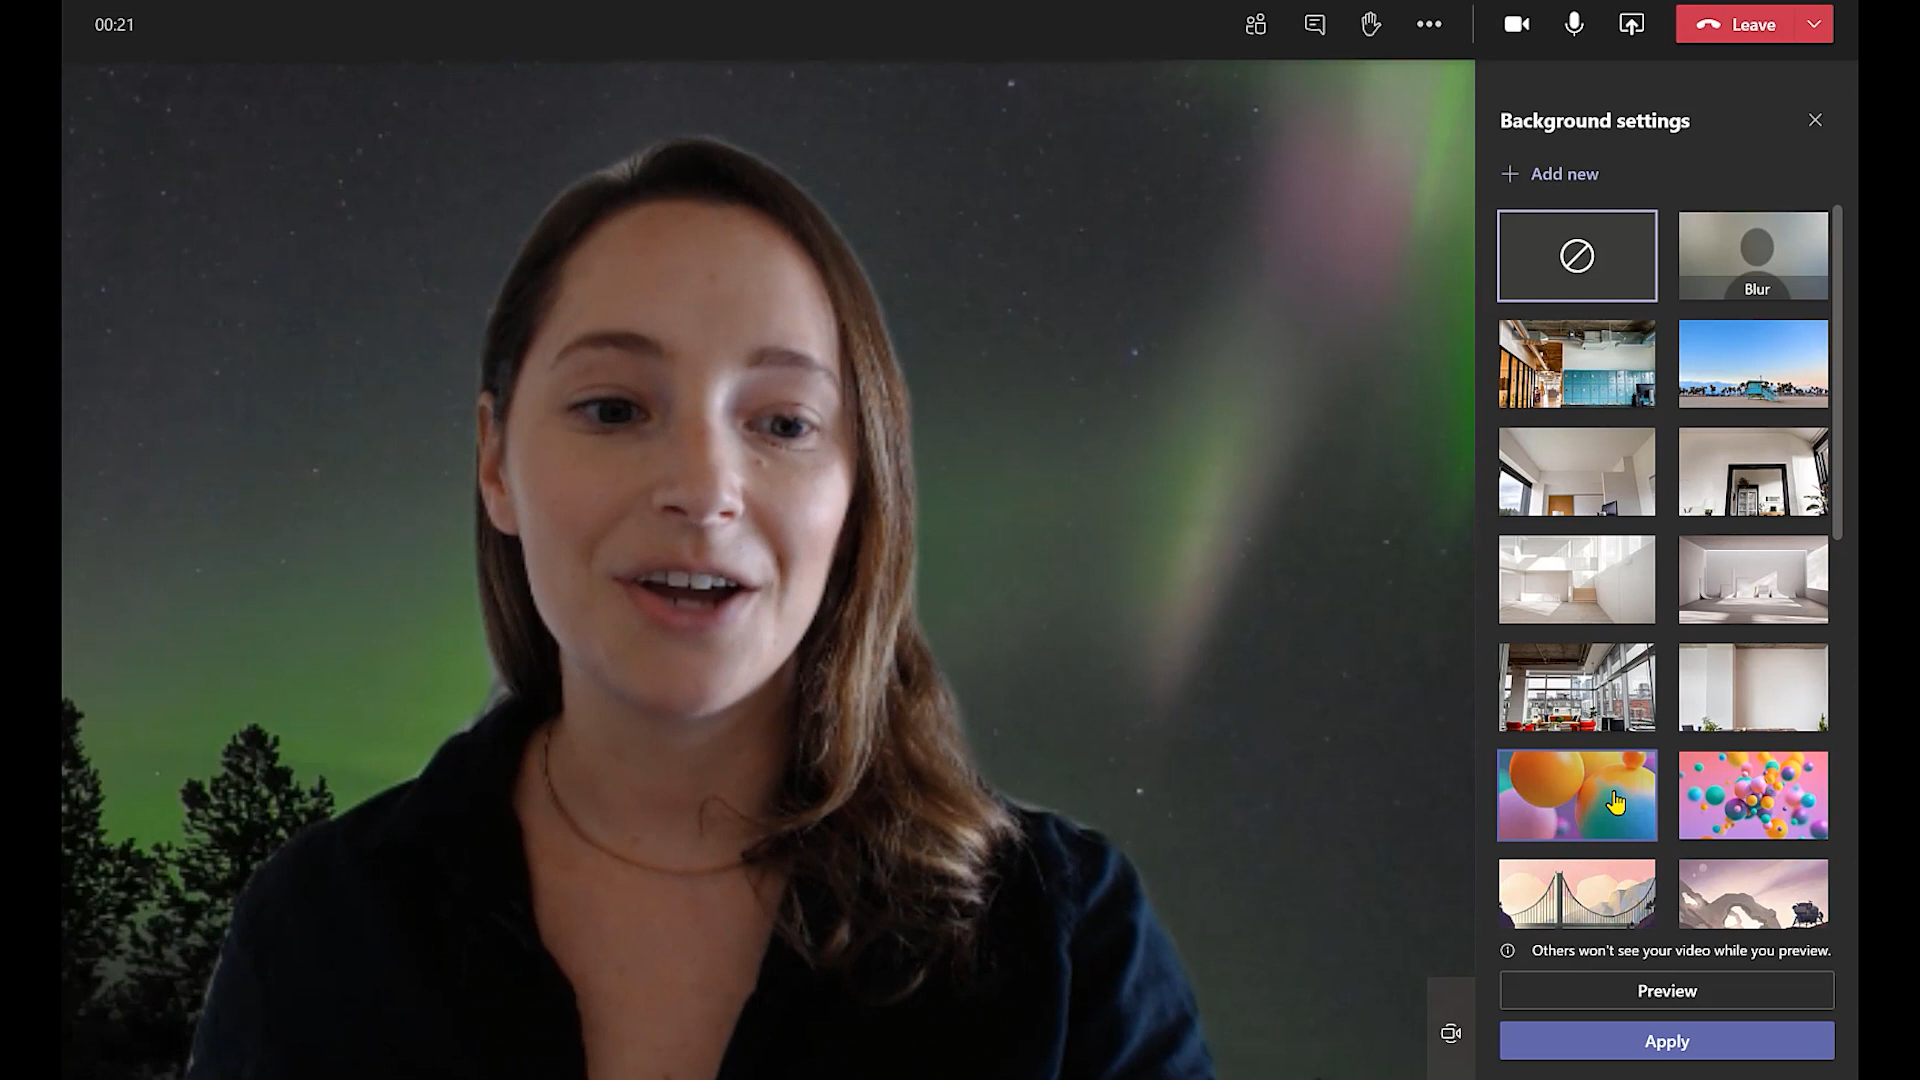 00:21
Leave
Background settings
Add new
Blur
Others won't see your video while you preview.
Preview
Apply